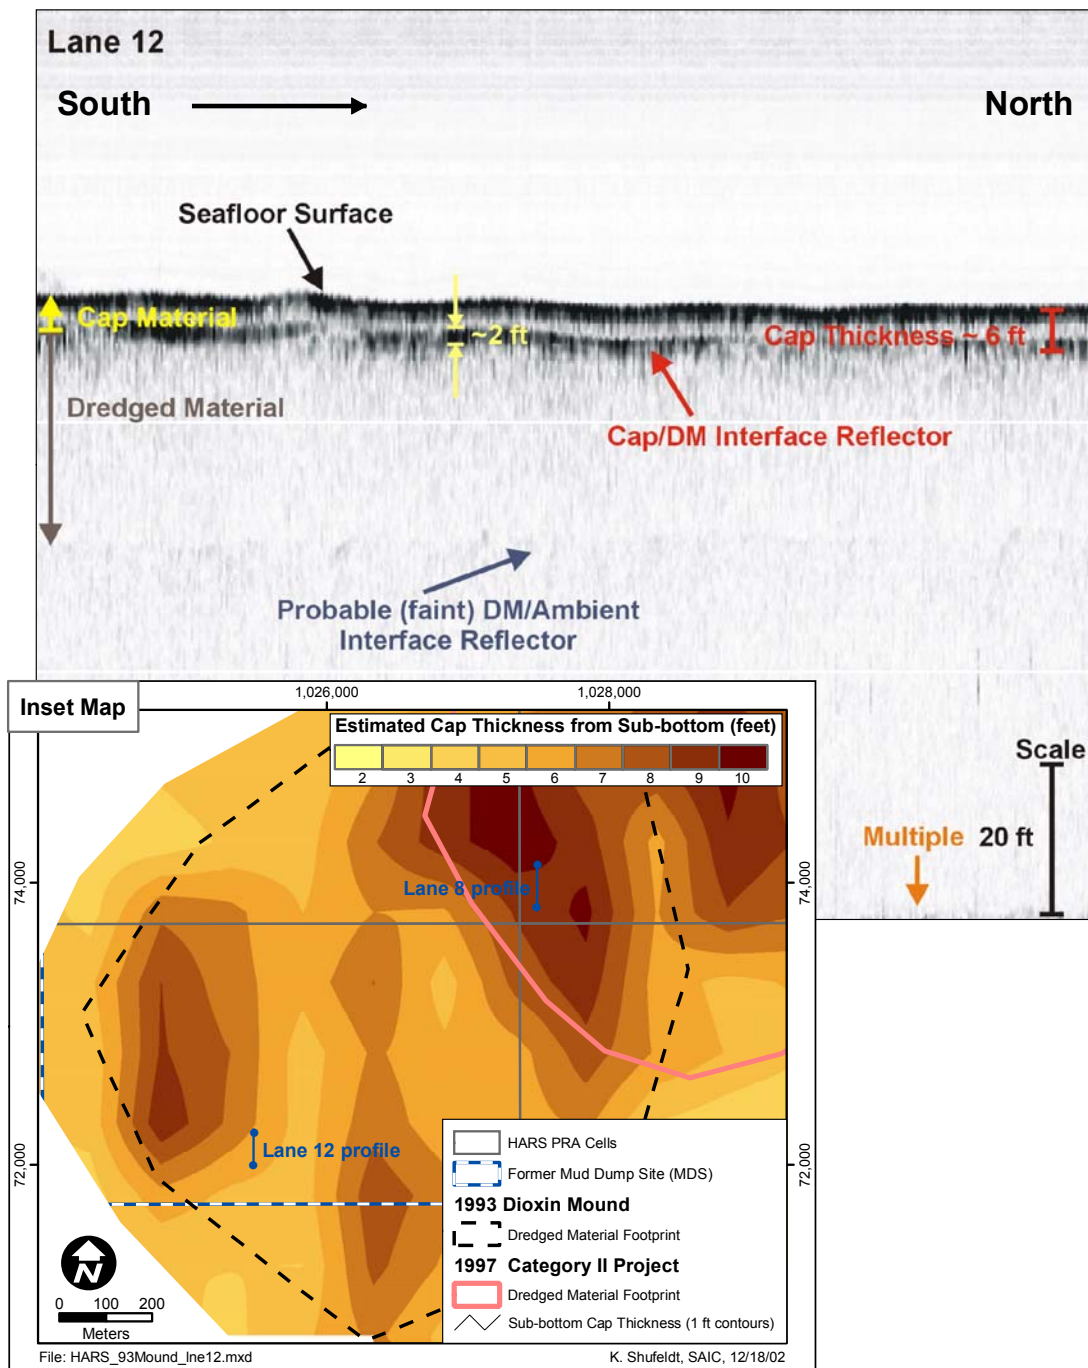 Lane 12
South
North
Seafloor Surface
Cap Material
~2 ft
Cap Thickness ~ 6 ft
Dredged Material
Cap/DM Interface Reflector
Probable (faint) DM/Ambient
Interface Reflector
Scale
Multiple
20 ft
Inset Map
1,026,000
1,028,000
Estimated Cap Thickness from Sub-bottom (feet)
2 3 4 5 6 7 8 9 10
74,000
74,000
Lane 8 profile
Lane 12 profile
72,000
72,000
HARS PRA Cells
Former Mud Dump Site (MDS)
1993 Dioxin Mound
Dredged Material Footprint
1997 Category II Project
Dredged Material Footprint
Sub-bottom Cap Thickness (1 ft contours)
N
0 100 200
Meters
File: HARS_93Mound_lne12.mxd
K. Shufeldt, SAIC, 12/18/02